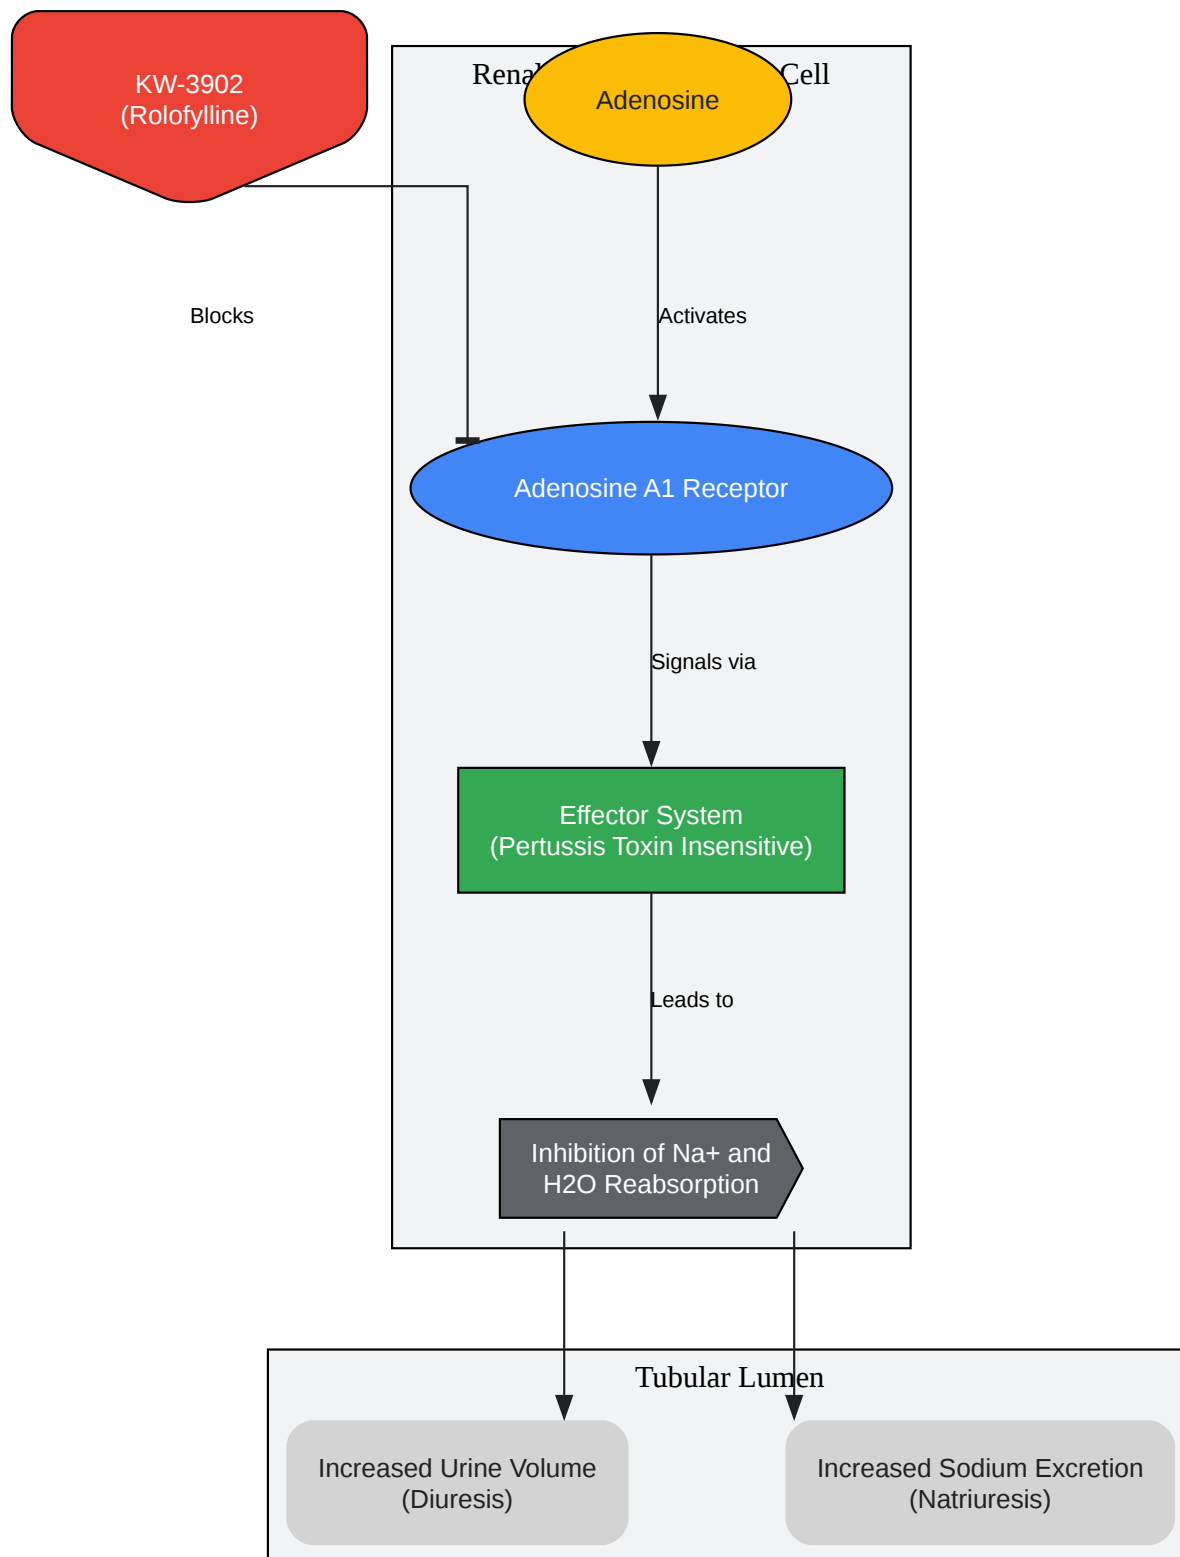 KW-3902
(Rolofylline)
Renal
Cell
Adenosine
Blocks
Activates
Adenosine A1 Receptor
Signals via
Effector System
(Pertussis Toxin Insensitive)
Leads to
Inhibition of Na+ and
H2O Reabsorption
Tubular Lumen
Increased Urine Volume
(Diuresis)
Increased Sodium Excretion
(Natriuresis)